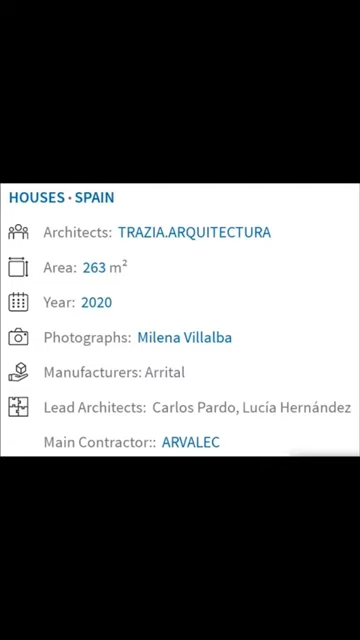 HOUSES · SPAIN
Architects: TRAZIA.ARQUITECTURA
Area: 263 m²
Year: 2020
Photographs: Milena Villalba
Manufacturers: Arrital
Lead Architects: Carlos Pardo, Lucía Hernández
Main Contractor:: ARVALEC